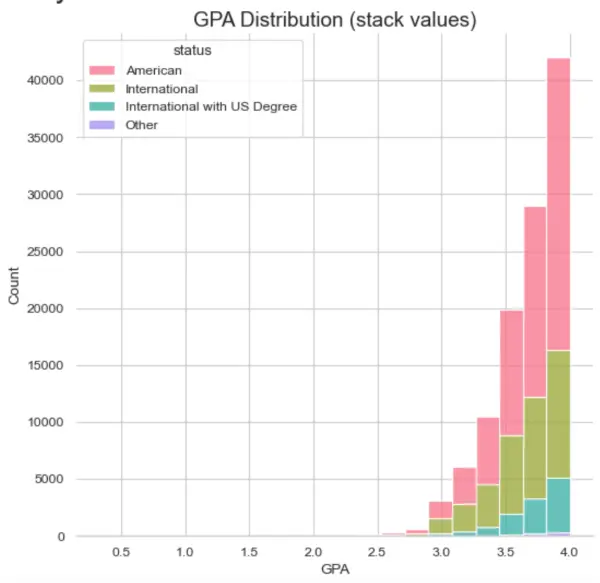 GPA Distribution (stack values)
status
American
International
International with US Degree
Other
40000
35000
30000
25000
20000
15000
10000
5000
0
Count
0.5 1.0 1.5 2.0 2.5 3.0 3.5 4.0
GPA